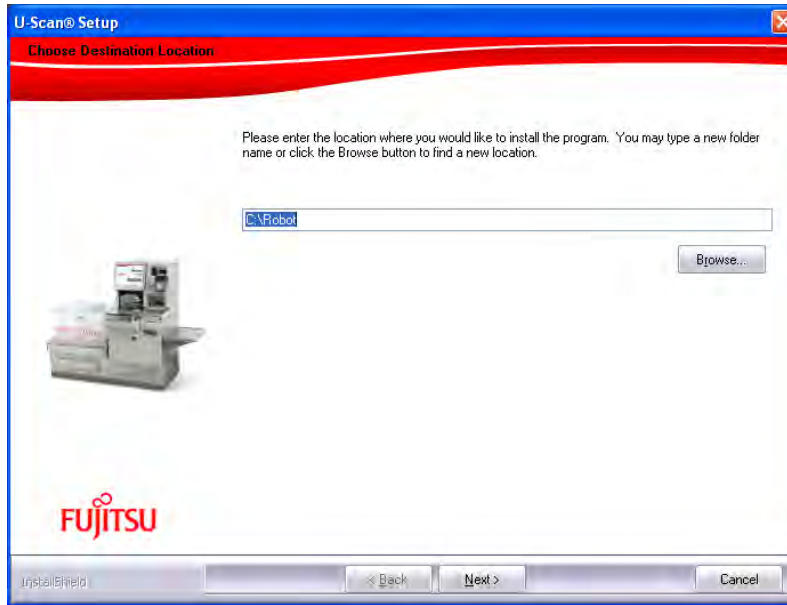 U-Scan® Setup
Choose Destination Location
Please enter the location where you would like to install the program. You may type a new folder
name or click the Browse button to find a new location.
C:\Robot
Browse...
FUJITSU
InstallShield
< Back
Next >
Cancel